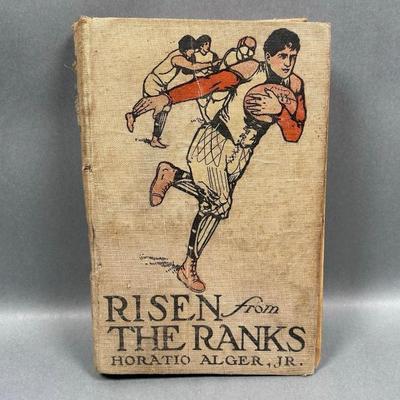 RISEN from
THE RANKS
HORATIO ALGER, JR.